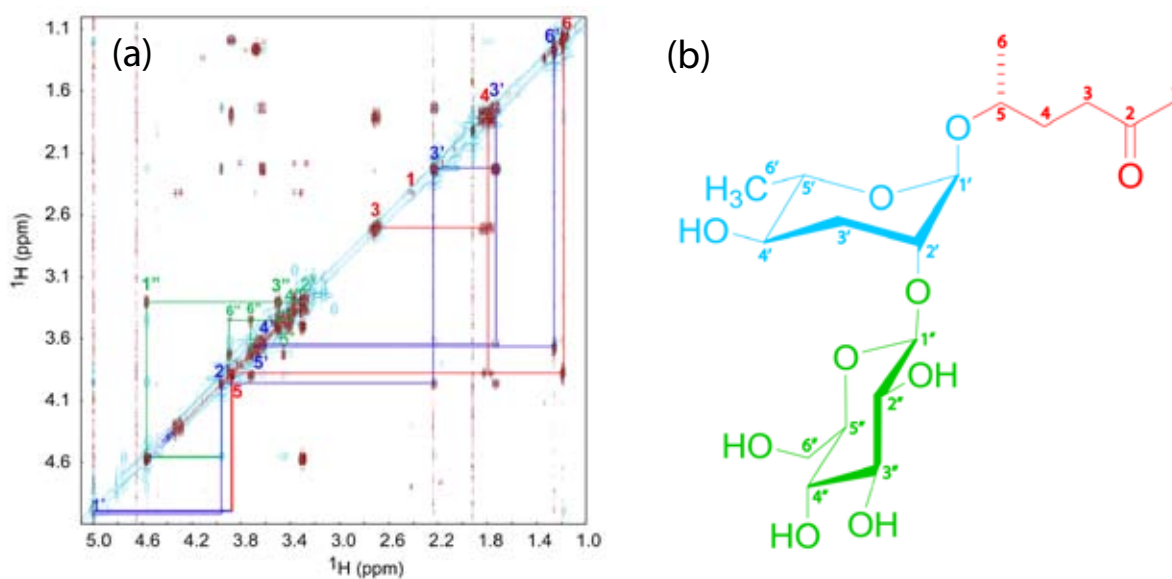 (a)
1.1
1.6
2.1
2.6
3.1
3.6
4.1
4.6
¹H (ppm)
5.0 4.6 4.2 3.8 3.4 3.0 2.6 2.2 1.8 1.4 1.0
¹H (ppm)
6
6'
4 3'
3'
1
3
1'' 3'' 4'' 2''
6'' 6'' 4' 5''
2 5'
5
1'
(b)
6
5 4 3 2
O
O
6'
H₃C
5' O 1'
HO
4' 3' 2'
O
O 1''
OH
2''
5''
HO 6''
3''
4''
HO OH